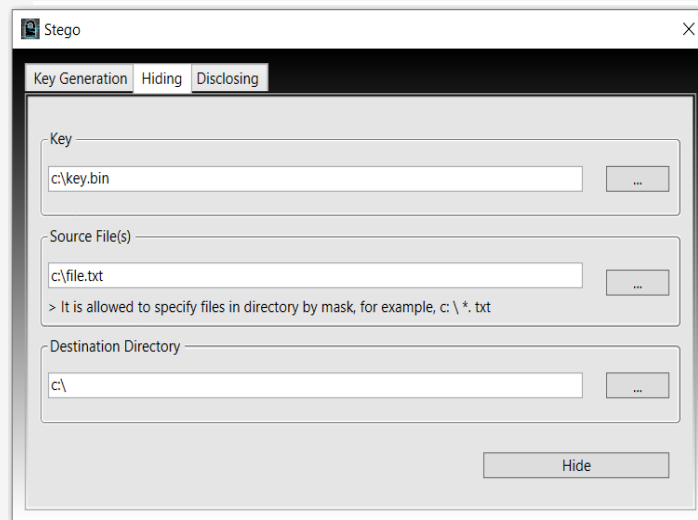 Stego
Key Generation Hiding Disclosing
Key
c:\key.bin ...
Source File(s)
c:\file.txt ...
> It is allowed to specify files in directory by mask, for example, c: \ *. txt
Destination Directory
c:\ ...
Hide